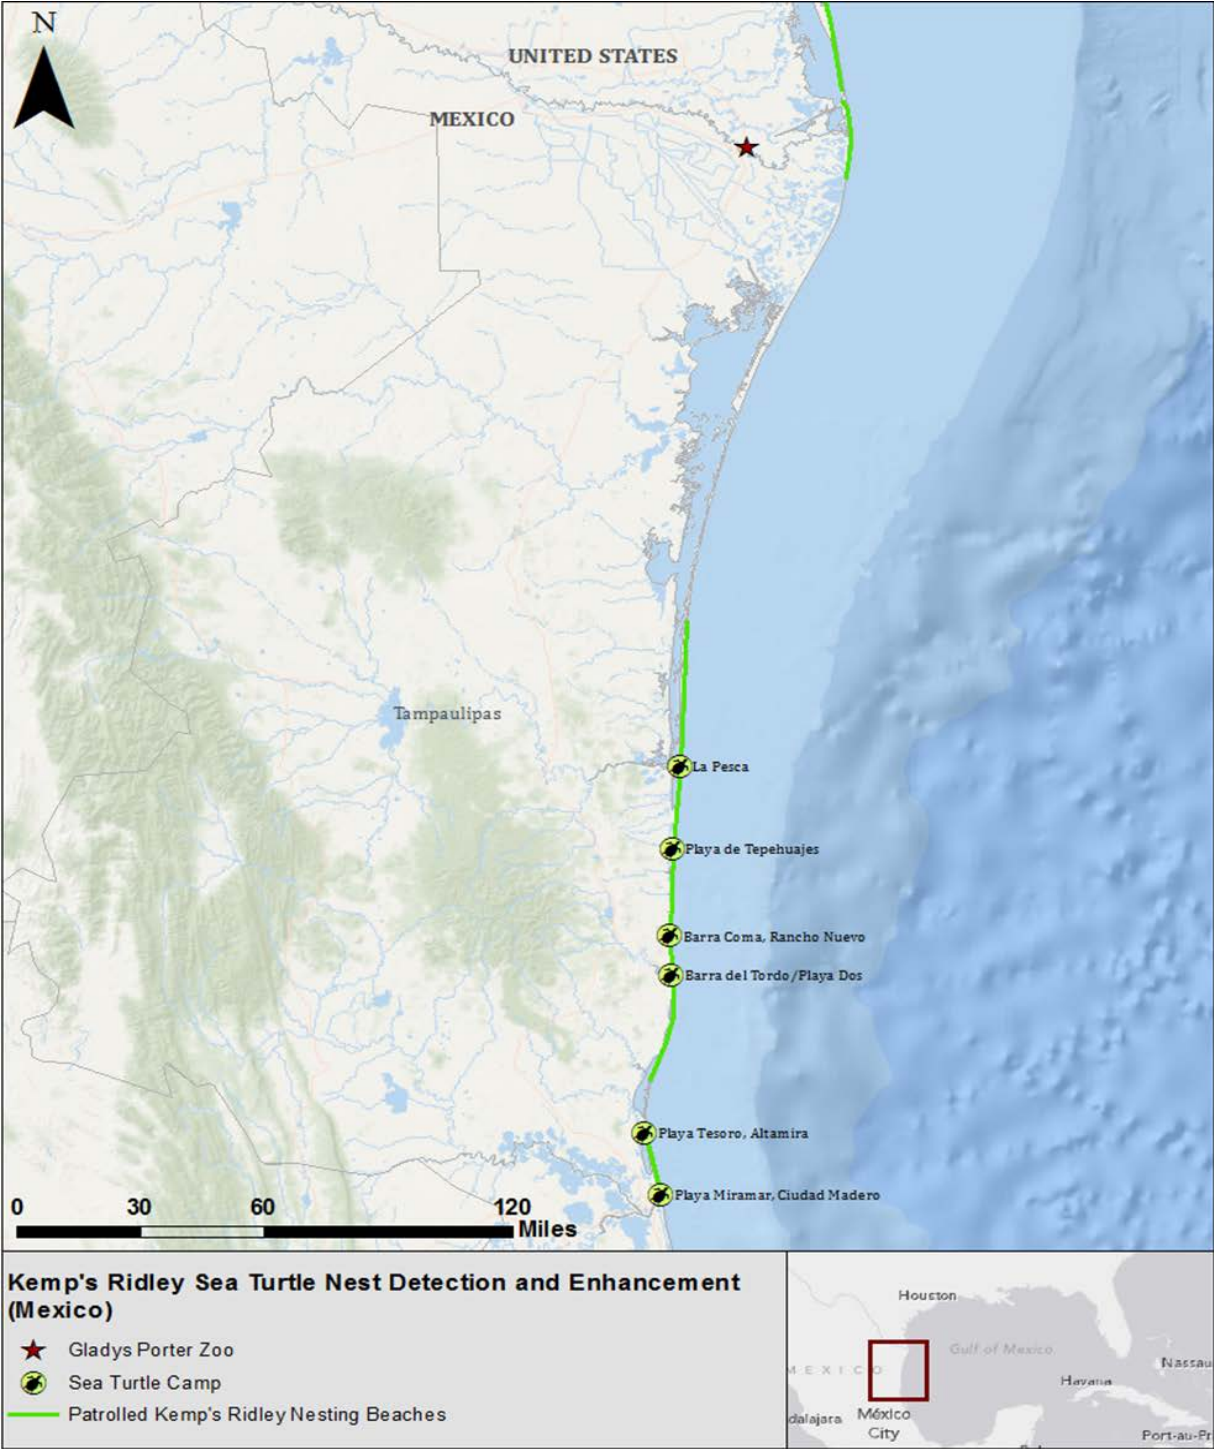 N
UNITED STATES
MEXICO
Tampaulipas
La Pesca
Playa de Tepehuajes
Barra Coma, Rancho Nuevo
Barra del Tordo/Playa Dos
Playa Tesoro, Altamira
Playa Miramar, Ciudad Madero
0 30 60 120
Miles
Kemp's Ridley Sea Turtle Nest Detection and Enhancement
(Mexico)
Gladys Porter Zoo
Sea Turtle Camp
Patrolled Kemp's Ridley Nesting Beaches
Houston
Gulf of Mexico
MEXICO
Nassau
Havana
dalajara
México
City
Port-au-Pr